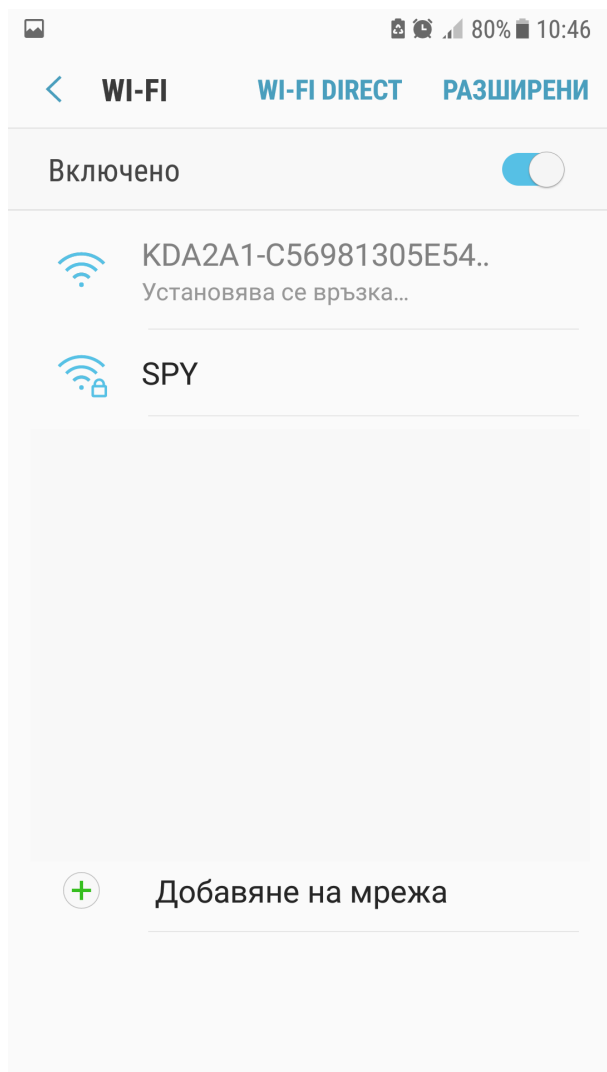 80% 10:46
WI-FI WI-FI DIRECT РАЗШИРЕНИ
Включено
KDA2A1-C56981305E54..
Установява се връзка...
SPY
Добавяне на мрежа